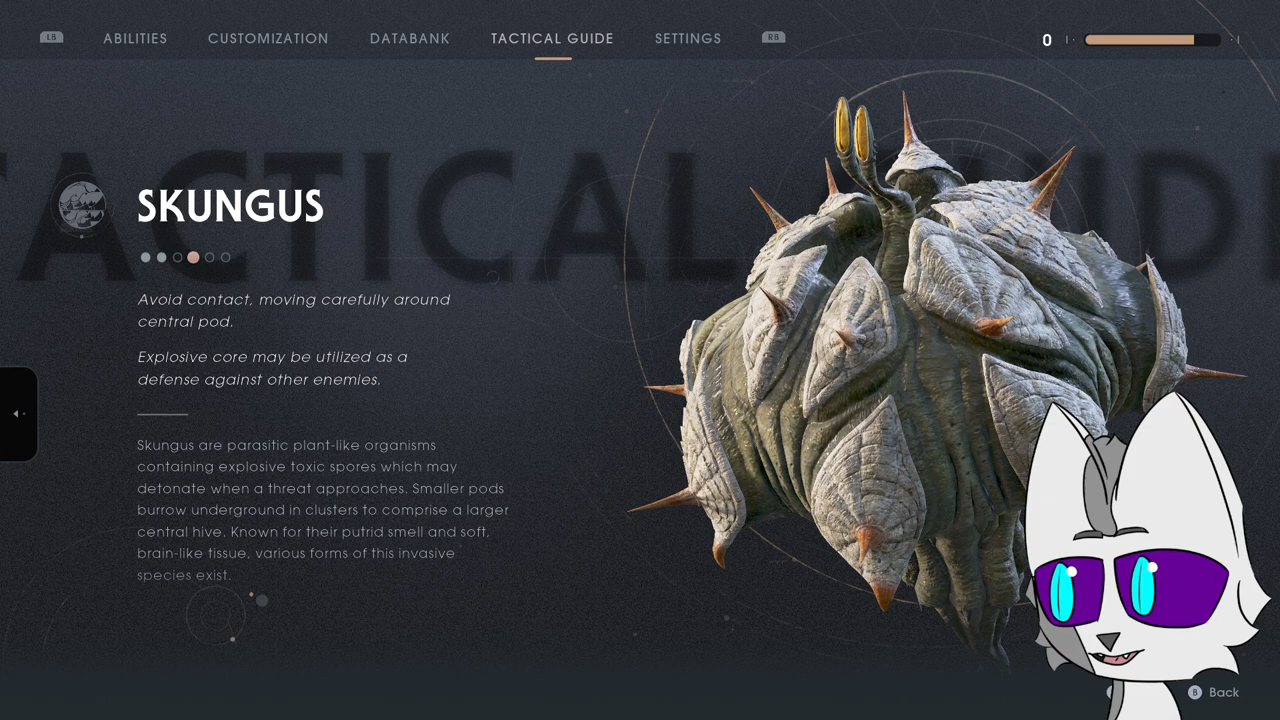 LB ABILITIES CUSTOMIZATION DATABANK TACTICAL GUIDE SETTINGS RB 0
TACTICAL GUIDE
SKUNGUS
Avoid contact, moving carefully around
central pod.
Explosive core may be utilized as a
defense against other enemies.
Skungus are parasitic plant-like organisms
containing explosive toxic spores which may
detonate when a threat approaches. Smaller pods
burrow underground in clusters to comprise a larger
central hive. Known for their putrid smell and soft,
brain-like tissue, various forms of this invasive
species exist.
B Back